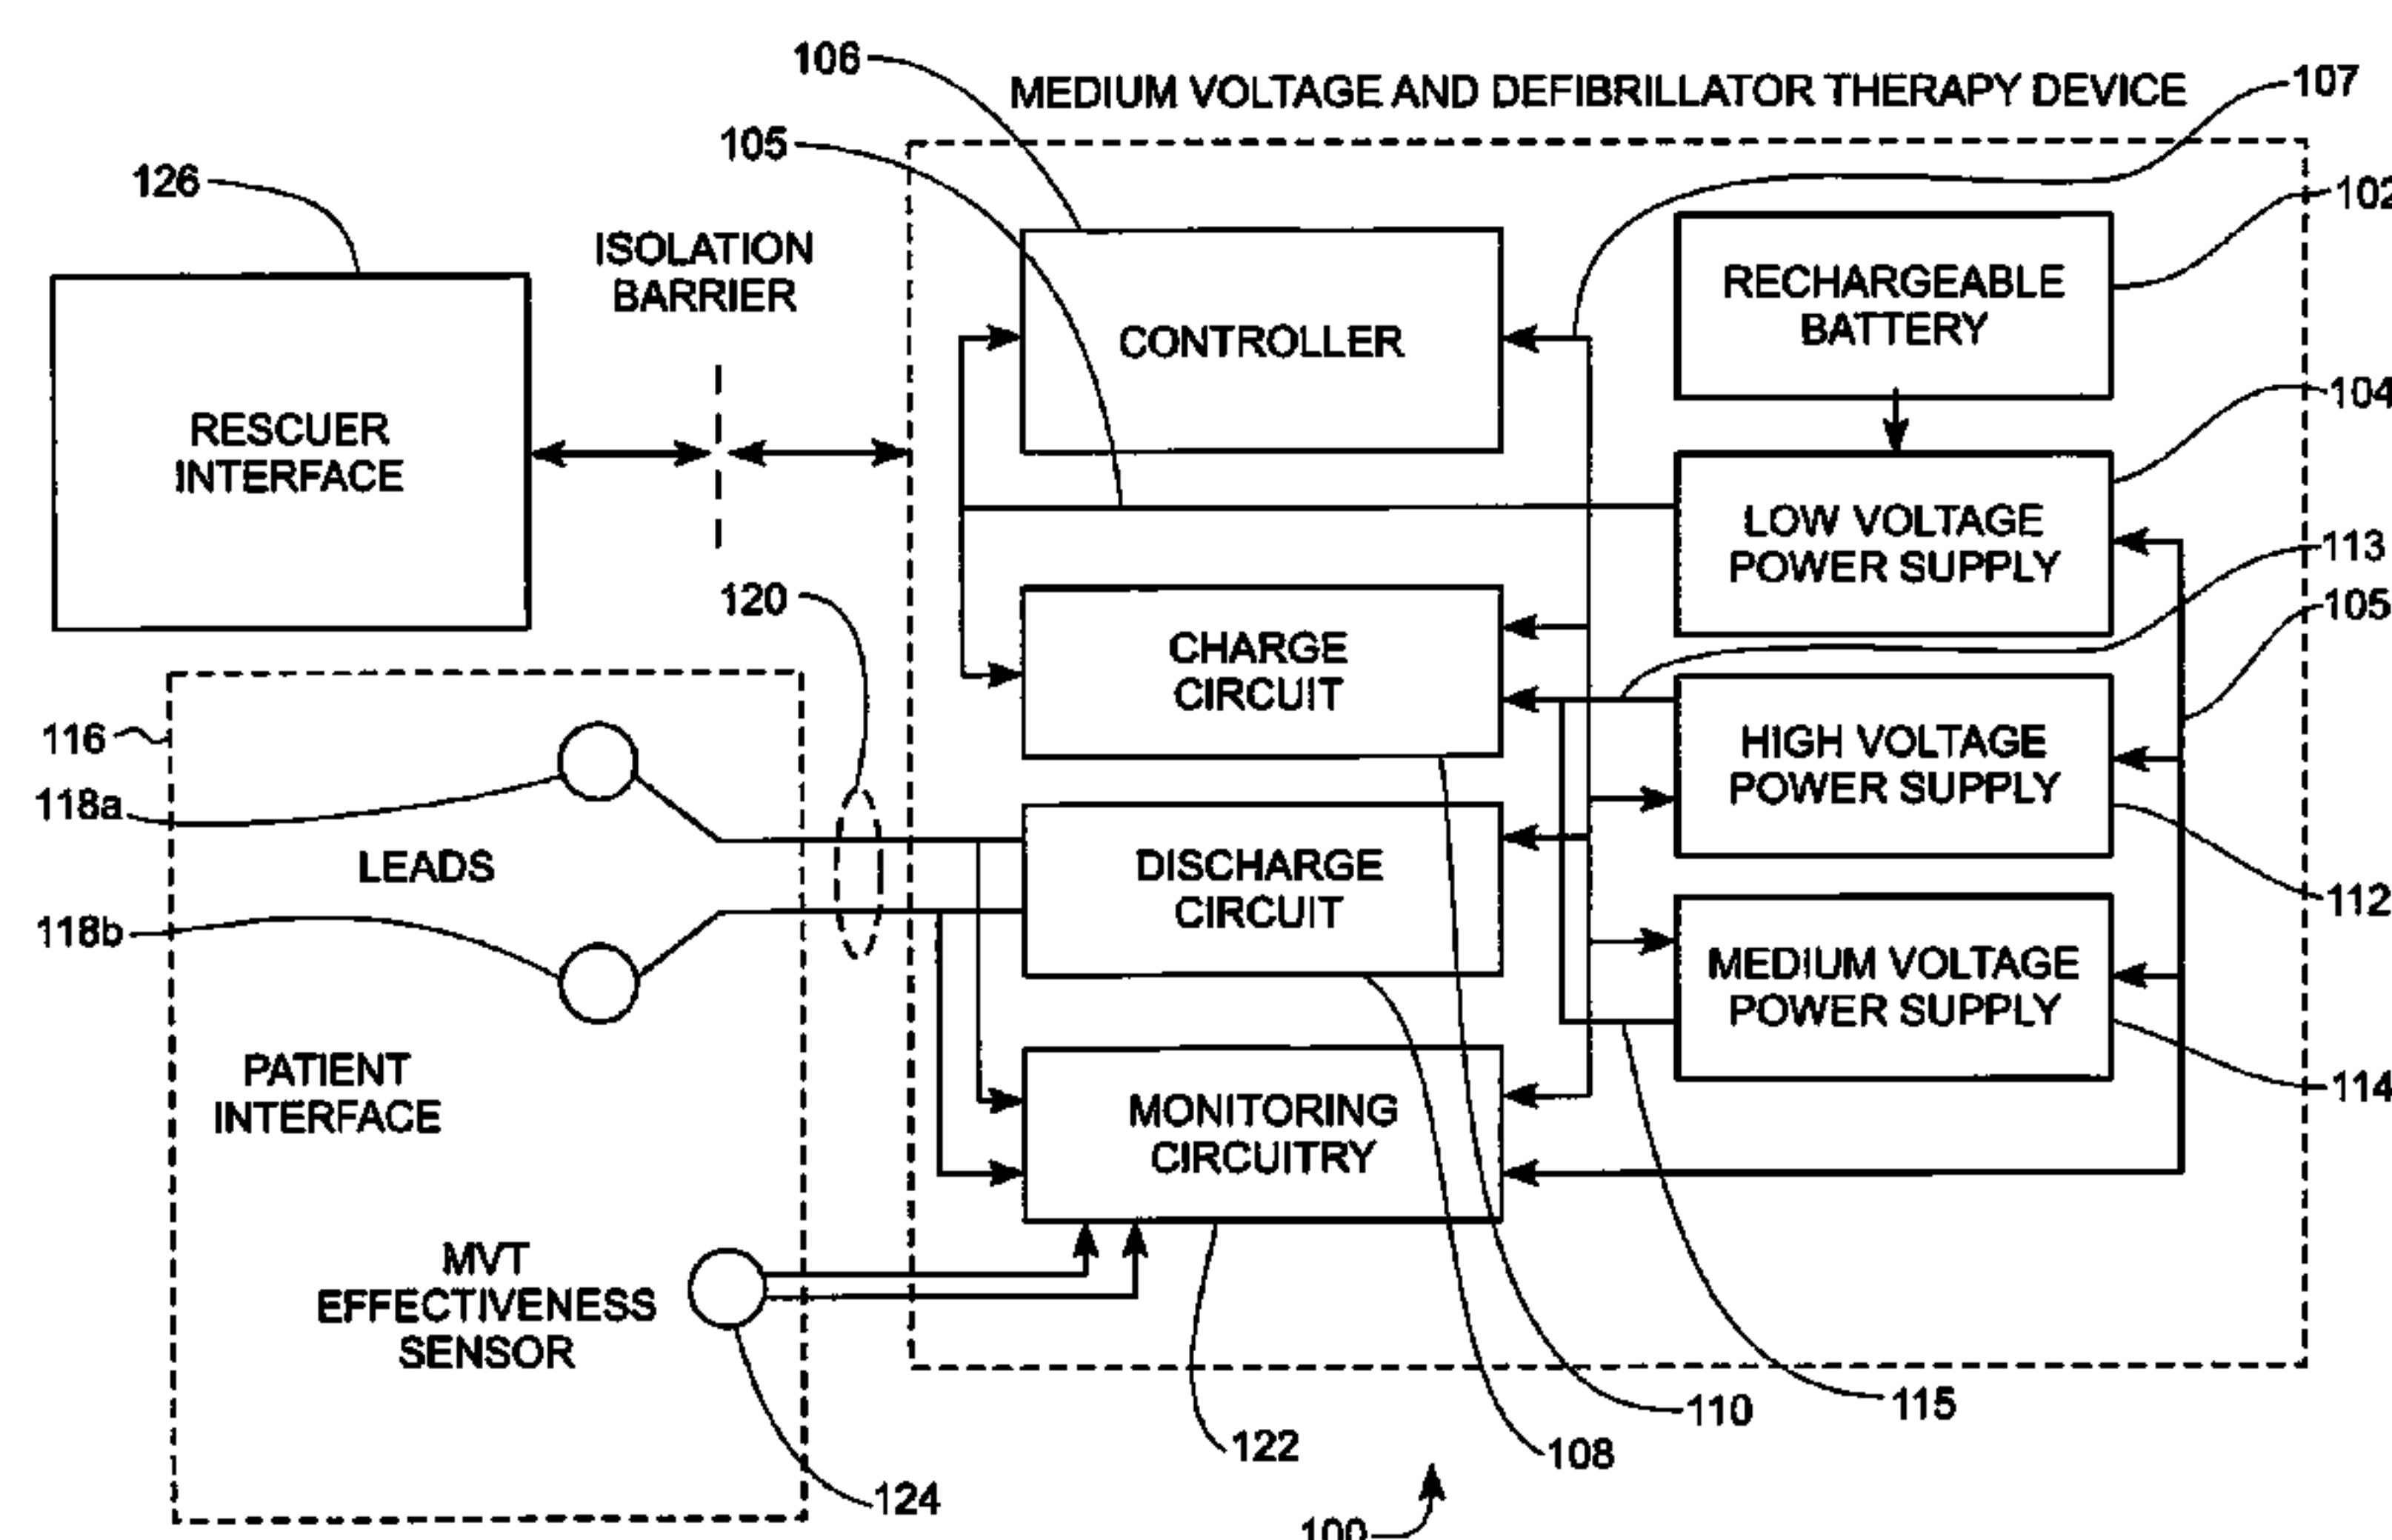 106
MEDIUM VOLTAGE AND DEFIBRILLATOR THERAPY DEVICE
107
105
126
102
ISOLATION
BARRIER
RECHARGEABLE
BATTERY
CONTROLLER
104
RESCUER
INTERFACE
LOW VOLTAGE
POWER SUPPLY
113
120
105
CHARGE
CIRCUIT
116
HIGH VOLTAGE
POWER SUPPLY
118a
LEADS
DISCHARGE
CIRCUIT
112
118b
MEDIUM VOLTAGE
POWER SUPPLY
PATIENT
INTERFACE
114
MONITORING
CIRCUITRY
MVT
EFFECTIVENESS
SENSOR
110
115
122
108
124
100